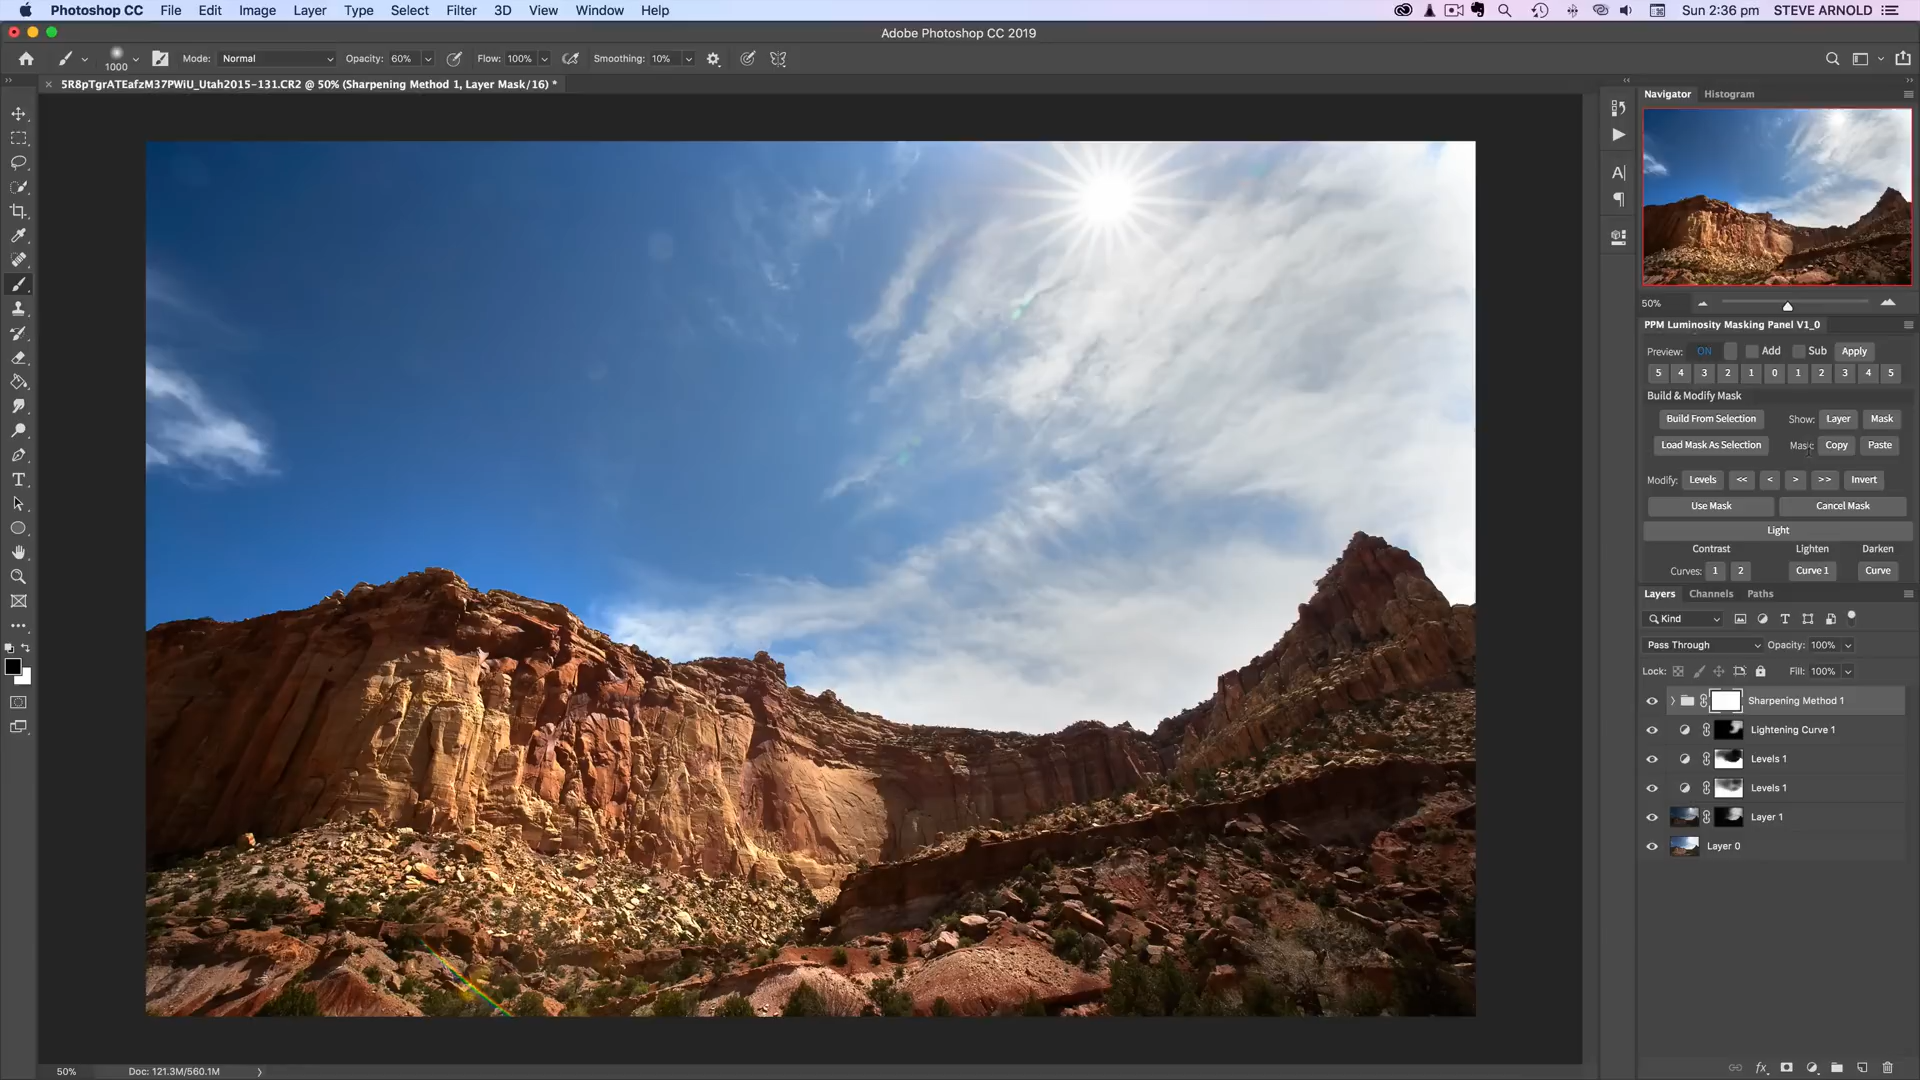 Photoshop CC File Edit Image Layer Type Select Filter 3D View Window Help Sun 2:36 pm STEVE ARNOLD
Adobe Photoshop CC 2019
1000 Mode: Normal Opacity: 60% Flow: 100% Smoothing: 10%
5R8pTgrATEafzM37PWiU_Utah2015-131.CR2 @ 50% (Sharpening Method 1, Layer Mask/16) *
Navigator Histogram
50%
PPM Luminosity Masking Panel V1_0
Preview: ON Add Sub Apply
5 4 3 2 1 0 1 2 3 4 5
Build & Modify Mask
Build From Selection Show: Layer Mask
Load Mask As Selection Mask: Copy Paste
Modify: Levels << < > >> Invert
Use Mask Cancel Mask
Light
Contrast Lighten Darken
Curves: 1 2 Curve 1 Curve
Layers Channels Paths
Kind
Pass Through Opacity: 100%
Lock: Fill: 100%
Sharpening Method 1
Lightening Curve 1
Levels 1
Levels 1
Layer 1
Layer 0
50% Doc: 121.3M/560.1M